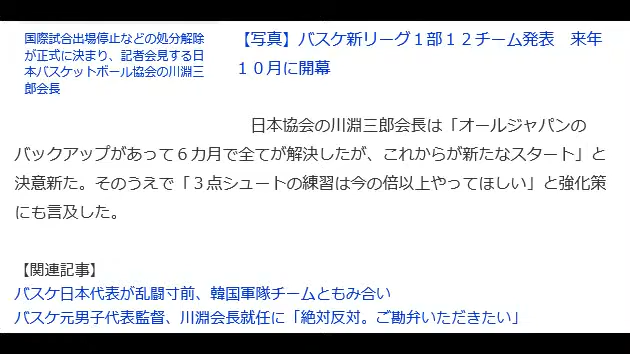 国際試合出場停止などの処分解除
が正式に決まり、記者会見する日
本バスケットボール協会の川淵三
郎会長
【写真】バスケ新リーグ１部１２チーム発表　来年
１０月に開幕
日本協会の川淵三郎会長は「オールジャパンの
バックアップがあって６カ月で全てが解決したが、これからが新たなスタート」と
決意新た。そのうえで「３点シュートの練習は今の倍以上やってほしい」と強化策
にも言及した。
【関連記事】
バスケ日本代表が乱闘寸前、韓国軍隊チームともみ合い
バスケ元男子代表監督、川淵会長就任に「絶対反対。ご勘弁いただきたい」